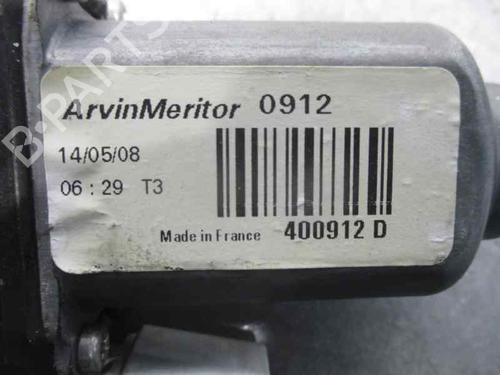 ArvinMeritor 0912
14/05/08
06 : 29 T3
Made in France 400912 D
B-PARTS